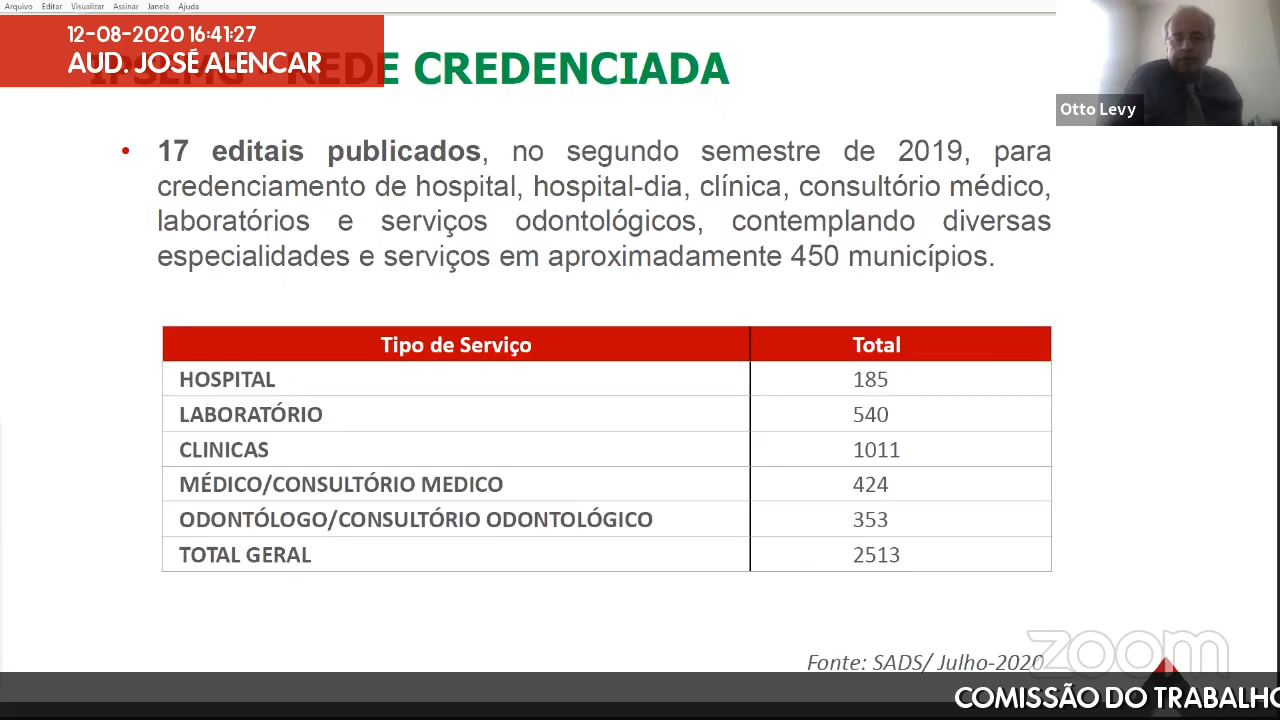 Arquivo Editar Visualizar Assinar Janela Ajuda
12-08-2020 16:41:27
AUD. JOSÉ ALENCAR
IPSEMG - REDE CREDENCIADA
Otto Levy
• 17 editais publicados, no segundo semestre de 2019, para
credenciamento de hospital, hospital-dia, clínica, consultório médico,
laboratórios e serviços odontológicos, contemplando diversas
especialidades e serviços em aproximadamente 450 municípios.
Tipo de Serviço Total
HOSPITAL 185
LABORATÓRIO 540
CLINICAS 1011
MÉDICO/CONSULTÓRIO MEDICO 424
ODONTÓLOGO/CONSULTÓRIO ODONTOLÓGICO 353
TOTAL GERAL 2513
Fonte: SADS/ Julho-2020
zoom
COMISSÃO DO TRABALHO